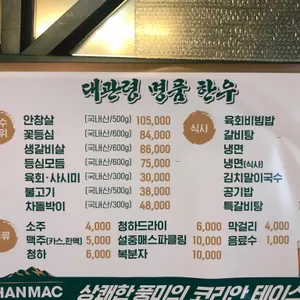 대관령 명품 한우
수
위
안창살 (국내산/500g) 105,000
꽃등심 (국내산/600g) 84,000
생갈비살 (국내산/600g) 86,000
등심모듬 (국내산/600g) 75,000
육회·사시미 (국내산/300g) 30,000
불고기 (국내산/300g) 38,000
차돌박이 (국내산/500g) 48,000
식사
육회비빔밥
갈비탕
냉면
냉면(식사)
김치말이국수
공기밥
특갈비탕
류
소주 4,000 청하드라이 6,000 막걸리 4,000
맥주(카스,한맥) 5,000 설중매스파클링 10,000 음료수 1,000
청하 6,000 복분자 10,000
HANMAC 상쾌한 풍미의 코리안 테이스